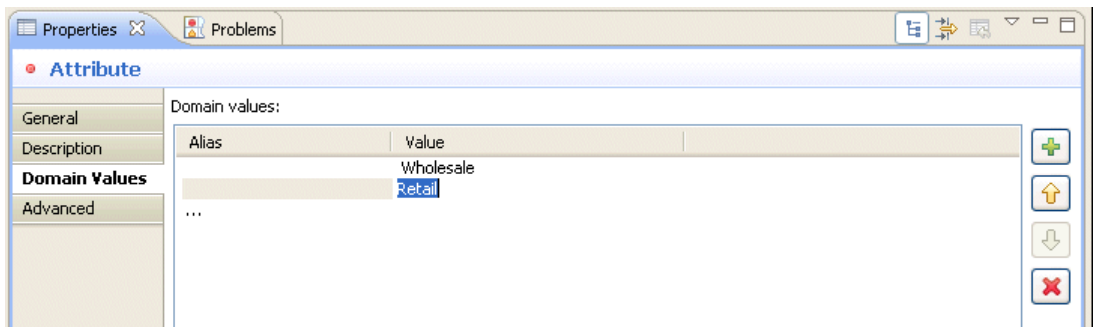 Properties Problems
Attribute
General
Description
Domain Values
Advanced
Domain values:
Alias Value
Wholesale
Retail
...